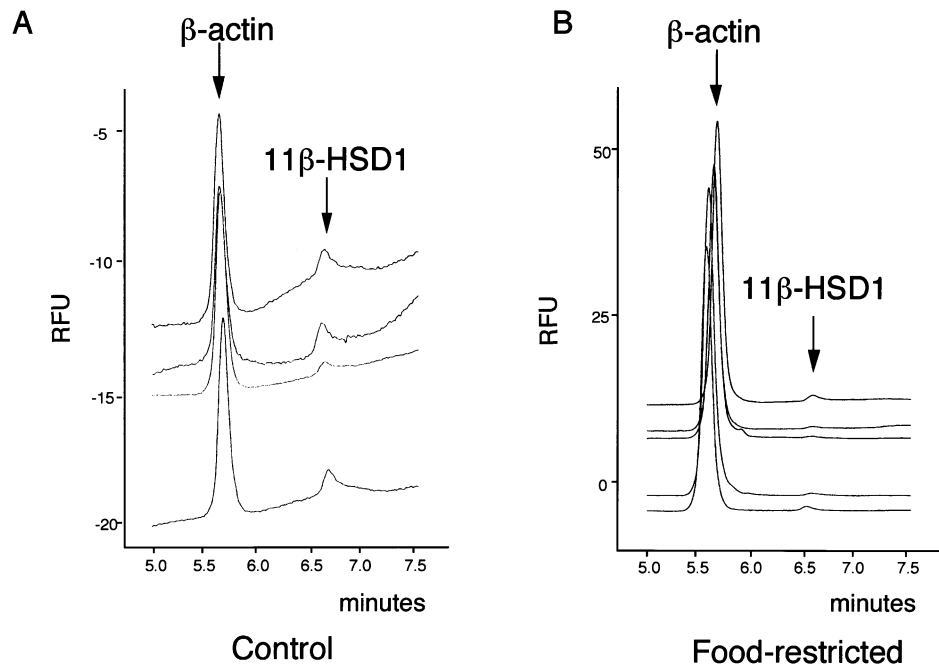 A
β-actin
11β-HSD1
-5
-10
-15
-20
RFU
5.0 5.5 6.0 6.5 7.0 7.5
minutes
Control
B
β-actin
11β-HSD1
50
25
0
RFU
5.0 5.5 6.0 6.5 7.0 7.5
minutes
Food-restricted